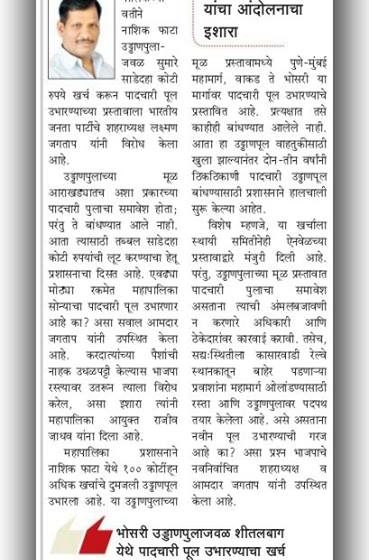 वतीने
नाशिक फाटा
उड्डाणपुला-
जवळ सुमारे
साडेदहा कोटी
रुपये खर्च करून पादचारी पूल
उभारण्याच्या प्रस्तावाला भारतीय
जनता पार्टीचे शहराध्यक्ष लक्ष्मण
जगताप यांनी विरोध केला
आहे.
उड्डाणपुलाच्या मूळ
आराखड्यातच अशा प्रकारच्या
पादचारी पुलाचा समावेश होता;
परंतु ते बांधण्यात आले नाही.
आता त्यासाठी तब्बल साडेदहा
कोटी रुपयांची लूट करण्याचा हेतू
प्रशासनाचा दिसत आहे. एवढ्या
मोठ्या रकमेत महापालिका
सोन्याचा पादचारी पूल उभारणार
आहे का? असा सवाल आमदार
जगताप यांनी उपस्थित केला
आहे. करदात्यांच्या पैशांची
नाहक उधळपट्टी केल्यास भाजपा
रस्त्यावर उतरून त्याला विरोध
करेल, असा इशारा त्यांनी
महापालिका आयुक्त राजीव
जाधव यांना दिला आहे.
महापालिका प्रशासनाने
नाशिक फाटा येथे १०० कोटींहून
अधिक खर्चाचे दुमजली उड्डाणपूल
उभारला आहे. या उड्डाणपुलाच्या
यांचा आंदोलनाचा
इशारा
मूळ प्रस्तावामध्ये पुणे-मुंबई
महामार्ग, वाकड ते भोसरी या
मार्गावर पादचारी पूल उभारण्याचे
प्रस्तावित आहे. प्रत्यक्षात तसे
काहीही बांधण्यात आलेले नाही.
आता हा उड्डाणपूल वाहतुकीसाठी
खुला झाल्यानंतर दोन-तीन वर्षांनी
ठिकठिकाणी पादचारी उड्डाणपूल
बांधण्यासाठी प्रशासनाने हालचाली
सुरू केल्या आहेत.
विशेष म्हणजे, या खर्चाला
स्थायी समितीनेही ऐनवेळच्या
प्रस्तावाद्वारे मंजुरी दिली आहे.
परंतु, उड्डाणपुलाच्या मूळ प्रस्तावात
पादचारी पुलाचा समावेश
असताना त्याची अंमलबजावणी
न करणारे अधिकारी आणि
ठेकेदारांवर कारवाई करावी. तसेच,
सद्यःस्थितीला कासारवाडी रेल्वे
स्थानकातून बाहेर पडणाऱ्या
प्रवाशांना महामार्ग ओलांडण्यासाठी
रस्ता आणि उड्डाणपुलावर पदपथ
तयार केलेला आहे. असे असताना
नवीन पूल उभारण्याची गरज
आहे का? असा प्रश्न भाजपाचे
नवनिर्वाचित शहराध्यक्ष व
आमदार जगताप यांनी उपस्थित
केला आहे.
भोसरी उड्डाणपुलाजवळ शीतलबाग
येथे पादचारी पूल उभारण्याचा खर्च